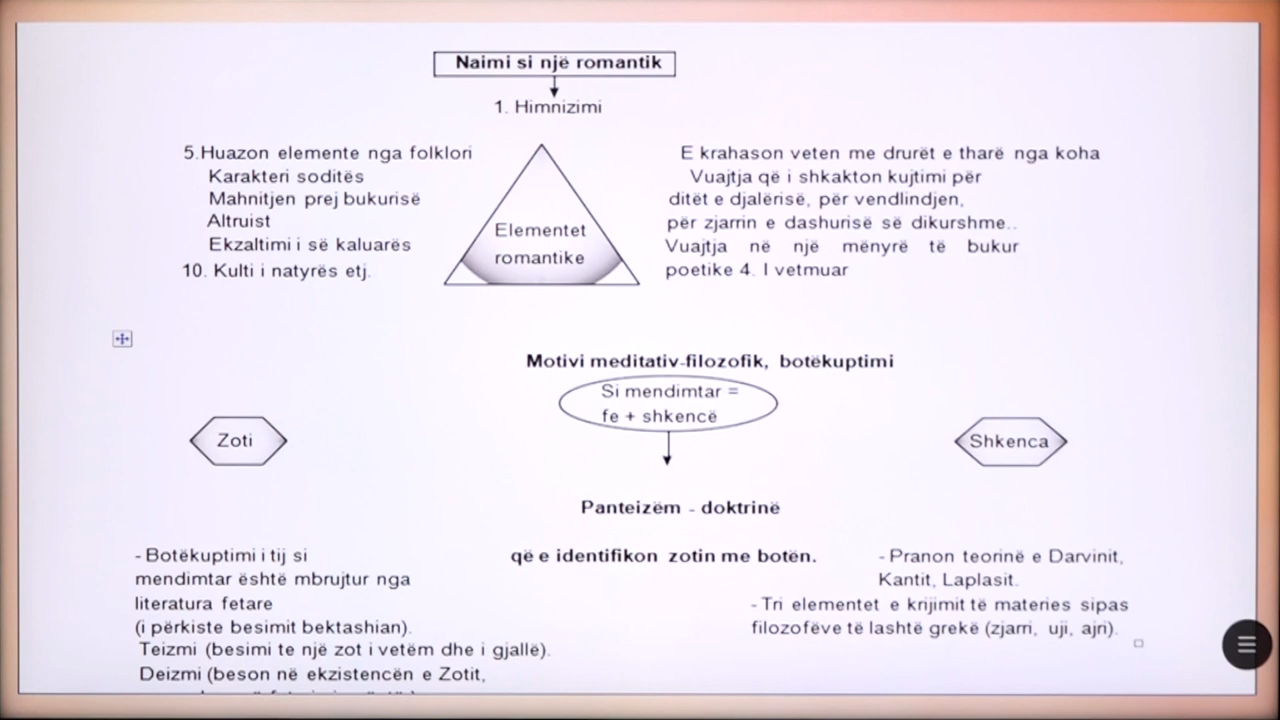 Naimi si një romantik
1. Himnizimi
5.Huazon elemente nga folklori
Karakteri soditës
Mahnitjen prej bukurisë
Altruist
Ekzaltimi i së kaluarës
10. Kulti i natyrës etj.
Elementet
romantike
E krahason veten me drurët e tharë nga koha
Vuajtja që i shkakton kujtimi për
ditët e djalërisë, për vendlindjen,
për zjarrin e dashurisë së dikurshme..
Vuajtja në një mënyrë të bukur
poetike 4. I vetmuar
Motivi meditativ-filozofik, botëkuptimi
Si mendimtar =
fe + shkencë
Zoti
Shkenca
Panteizëm - doktrinë
që e identifikon zotin me botën.
- Botëkuptimi i tij si
mendimtar është mbrujtur nga
literatura fetare
(i përkiste besimit bektashian).
Teizmi (besimi te një zot i vetëm dhe i gjallë).
Deizmi (beson në ekzistencën e Zotit,
- Pranon teorinë e Darvinit,
Kantit, Laplasit.
- Tri elementet e krijimit të materies sipas
filozofëve të lashtë grekë (zjarri, uji, ajri).